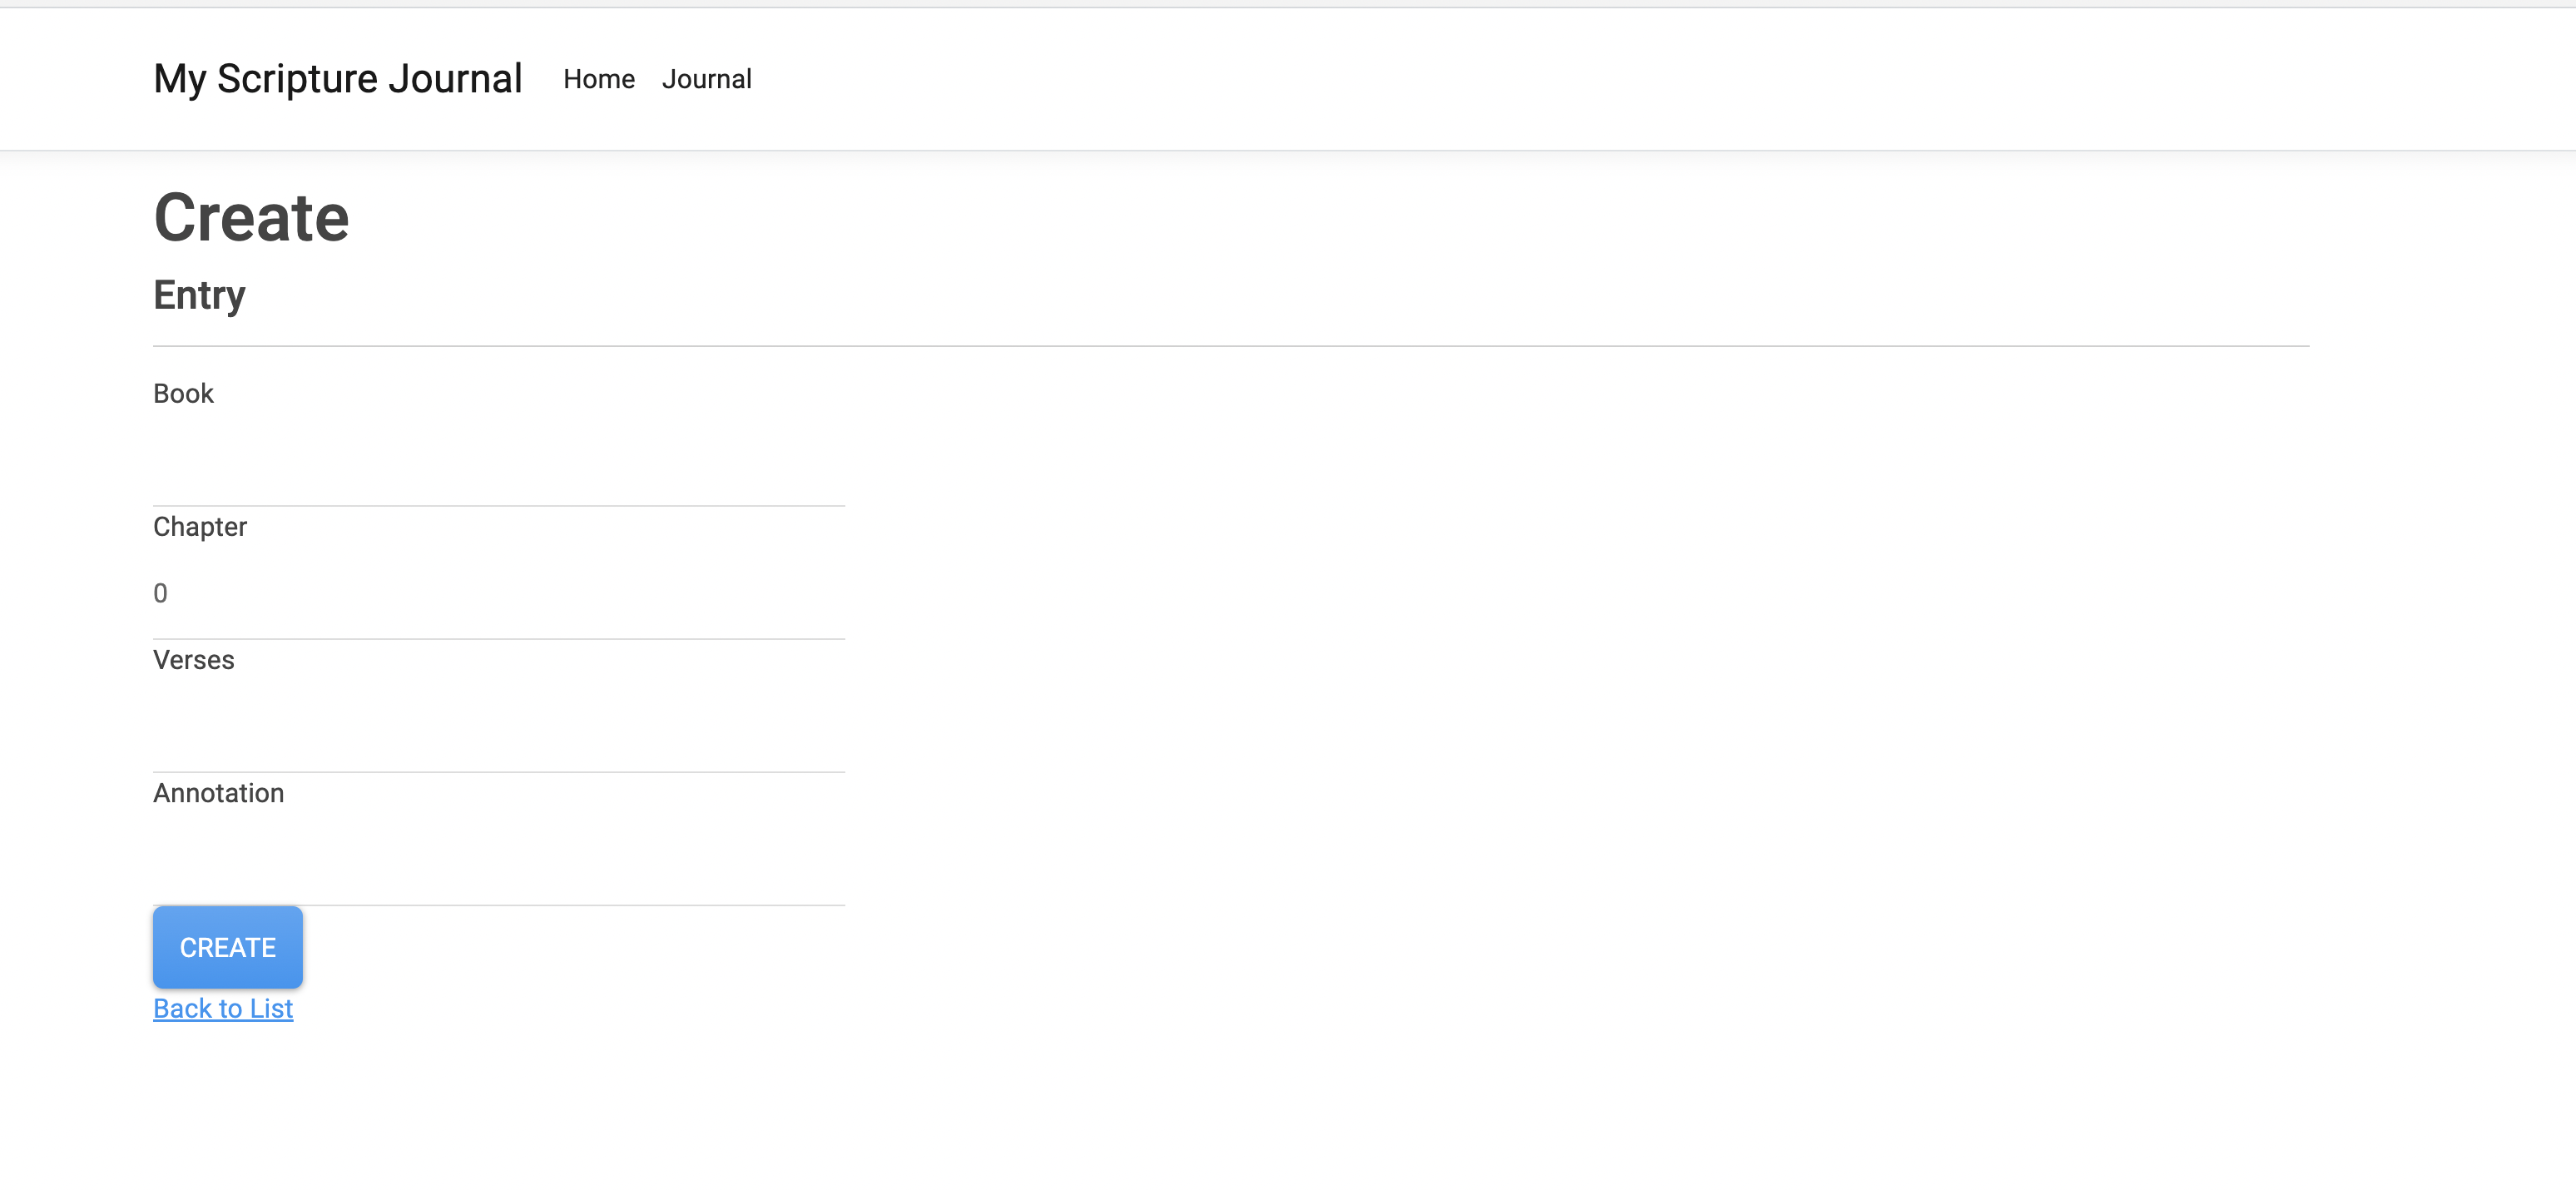 My Scripture Journal Home Journal
Create
Entry
Book
Chapter
0
Verses
Annotation
CREATE
Back to List